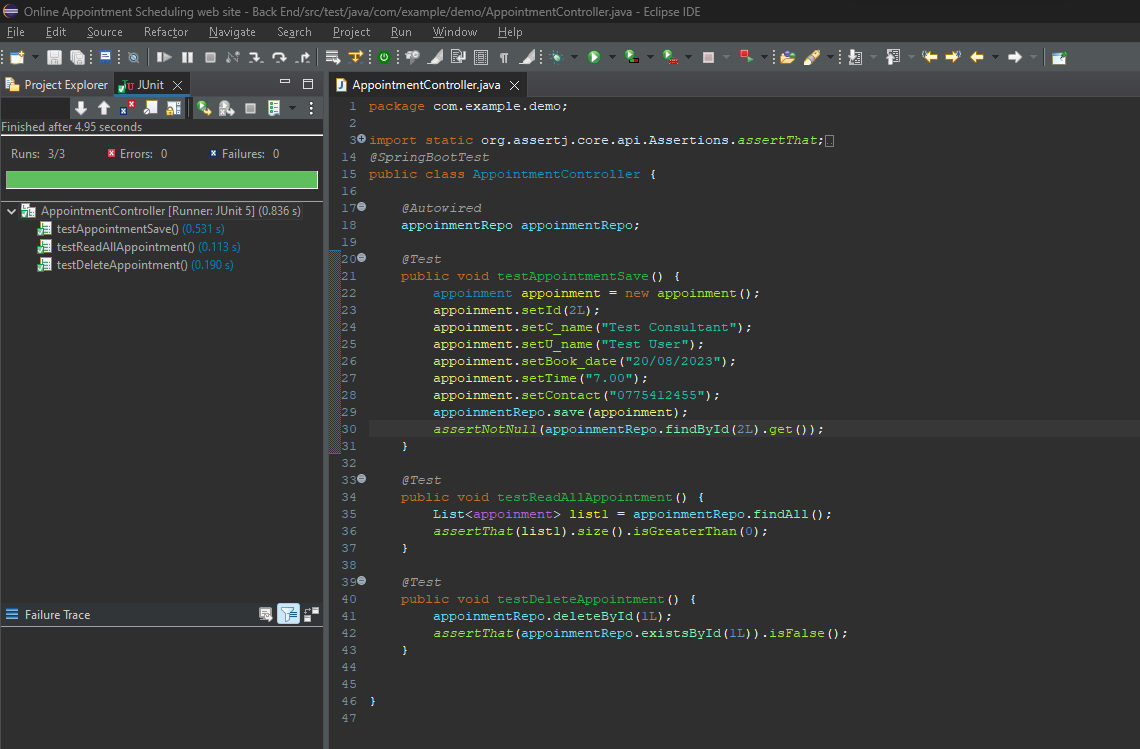 Online Appointment Scheduling web site - Back End/src/test/java/com/example/demo/AppointmentController.java - Eclipse IDE
File Edit Source Refactor Navigate Search Project Run Window Help
Project Explorer JUnit
Finished after 4.95 seconds
Runs: 3/3 Errors: 0 Failures: 0
AppointmentController [Runner: JUnit 5] (0.836 s)
testAppointmentSave() (0.531 s)
testReadAllAppointment() (0.113 s)
testDeleteAppointment() (0.190 s)
Failure Trace
AppointmentController.java
1 package com.example.demo;
2
3 import static org.assertj.core.api.Assertions.assertThat;
14 @SpringBootTest
15 public class AppointmentController {
16
17 @Autowired
18 appoinmentRepo appoinmentRepo;
19
20 @Test
21 public void testAppointmentSave() {
22 appoinment appoinment = new appoinment();
23 appoinment.setId(2L);
24 appoinment.setC_name("Test Consultant");
25 appoinment.setU_name("Test User");
26 appoinment.setBook_date("20/08/2023");
27 appoinment.setTime("7.00");
28 appoinment.setContact("0775412455");
29 appoinmentRepo.save(appoinment);
30 assertNotNull(appoinmentRepo.findById(2L).get());
31 }
32
33 @Test
34 public void testReadAllAppointment() {
35 List<appoinment> list1 = appoinmentRepo.findAll();
36 assertThat(list1).size().isGreaterThan(0);
37 }
38
39 @Test
40 public void testDeleteAppointment() {
41 appoinmentRepo.deleteById(1L);
42 assertThat(appoinmentRepo.existsById(1L)).isFalse();
43 }
44
45
46 }
47